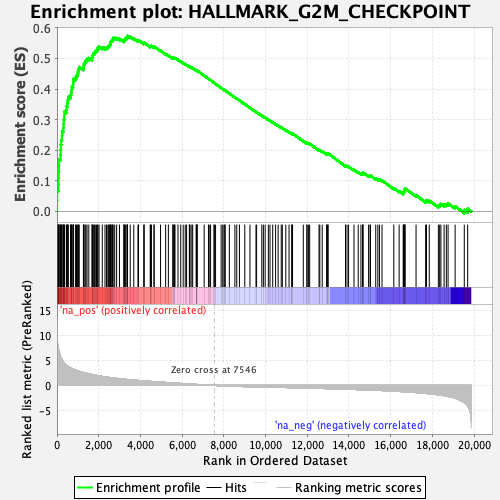 Enrichment plot: HALLMARK_G2M_CHECKPOINT
Enrichment score (ES)
0.6
0.5
0.4
0.3
0.2
0.1
0.0
'na_pos' (positively correlated)
Ranked list metric (PreRanked)
15
10
5
0
-5
Zero cross at 7546
'na_neg' (negatively correlated)
0 2,000 4,000 6,000 8,000 10,000 12,000 14,000 16,000 18,000 20,000
Rank in Ordered Dataset
Enrichment profile Hits Ranking metric scores